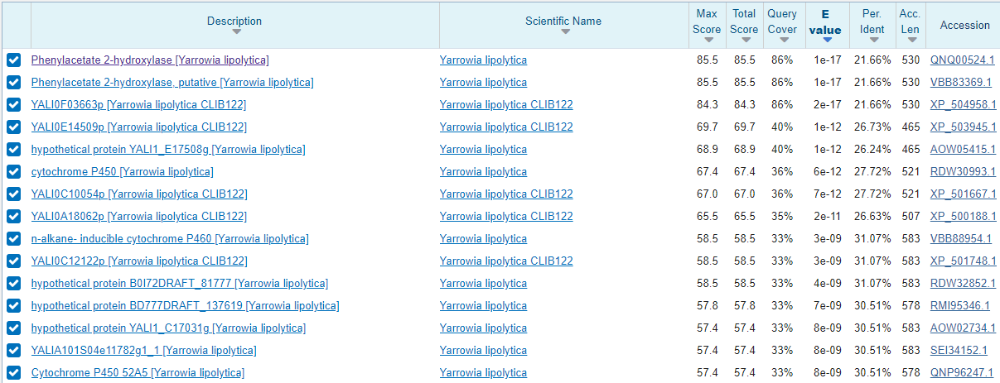 Description Scientific Name Max Score Total Score Query Cover E value Per. Ident Acc. Len Accession
Phenylacetate 2-hydroxylase [Yarrowia lipolytica] Yarrowia lipolytica 85.5 85.5 86% 1e-17 21.66% 530 QNQ00524.1
Phenylacetate 2-hydroxylase, putative [Yarrowia lipolytica] Yarrowia lipolytica 85.5 85.5 86% 1e-17 21.66% 530 VBB83369.1
YALI0F03663p [Yarrowia lipolytica CLIB122] Yarrowia lipolytica CLIB122 84.3 84.3 86% 2e-17 21.66% 530 XP_504958.1
YALI0E14509p [Yarrowia lipolytica CLIB122] Yarrowia lipolytica CLIB122 69.7 69.7 40% 1e-12 26.73% 465 XP_503945.1
hypothetical protein YALI1_E17508g [Yarrowia lipolytica] Yarrowia lipolytica 68.9 68.9 40% 1e-12 26.24% 465 AOW05415.1
cytochrome P450 [Yarrowia lipolytica] Yarrowia lipolytica 67.4 67.4 36% 6e-12 27.72% 521 RDW30993.1
YALI0C10054p [Yarrowia lipolytica CLIB122] Yarrowia lipolytica CLIB122 67.0 67.0 36% 7e-12 27.72% 521 XP_501667.1
YALI0A18062p [Yarrowia lipolytica CLIB122] Yarrowia lipolytica CLIB122 65.5 65.5 35% 2e-11 26.63% 507 XP_500188.1
n-alkane- inducible cytochrome P460 [Yarrowia lipolytica] Yarrowia lipolytica 58.5 58.5 33% 3e-09 31.07% 583 VBB88954.1
YALI0C12122p [Yarrowia lipolytica CLIB122] Yarrowia lipolytica CLIB122 58.5 58.5 33% 3e-09 31.07% 583 XP_501748.1
hypothetical protein B0I72DRAFT_81777 [Yarrowia lipolytica] Yarrowia lipolytica 58.5 58.5 33% 4e-09 31.07% 583 RDW32852.1
hypothetical protein BD777DRAFT_137619 [Yarrowia lipolytica] Yarrowia lipolytica 57.8 57.8 33% 7e-09 30.51% 578 RMI95346.1
hypothetical protein YALI1_C17031g [Yarrowia lipolytica] Yarrowia lipolytica 57.4 57.4 33% 8e-09 30.51% 583 AOW02734.1
YALIA101S04e11782g1_1 [Yarrowia lipolytica] Yarrowia lipolytica 57.4 57.4 33% 8e-09 30.51% 583 SEI34152.1
Cytochrome P450 52A5 [Yarrowia lipolytica] Yarrowia lipolytica 57.4 57.4 33% 8e-09 30.51% 578 QNP96247.1